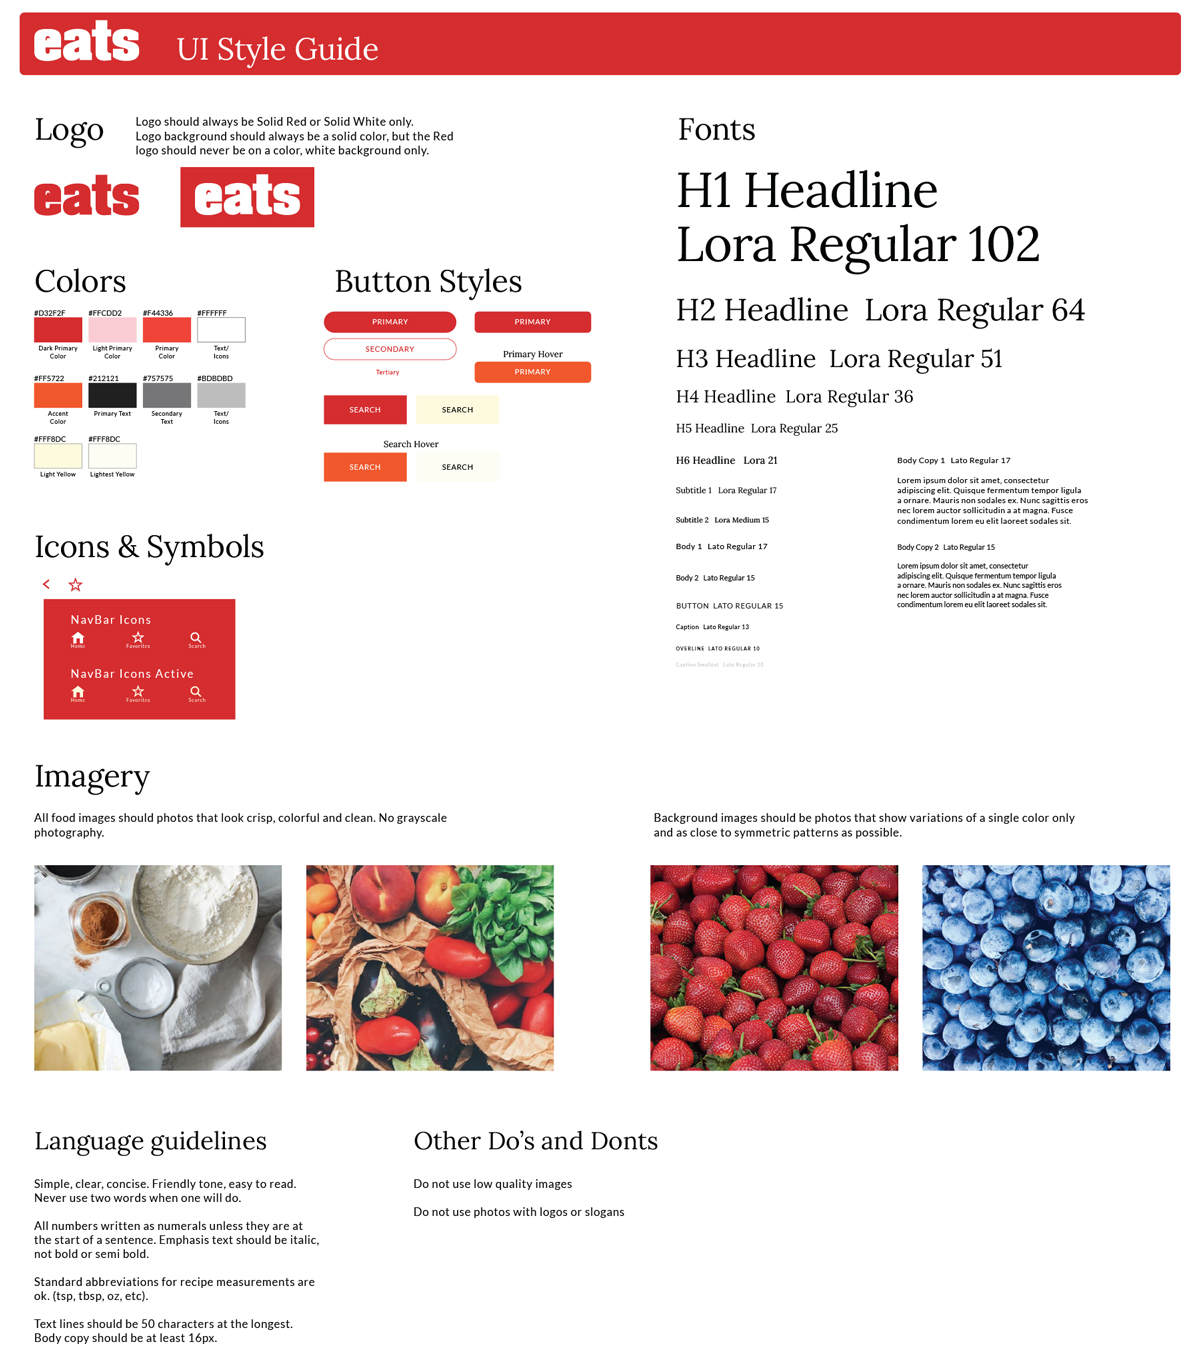 eats UI Style Guide
Logo
Logo should always be Solid Red or Solid White only.
Logo background should always be a solid color, but the Red
logo should never be on a color, white background only.
eats eats
Colors
#D32F2F #FFCDD2 #F44336 #FFFFFF
Dark Primary Color
Light Primary Color
Primary Color
Text/ Icons
#FF5722 #212121 #757575 #BDBDBD
Accent Color
Primary Text
Secondary Text
Text/ Icons
#FFF8DC #FFF8DC
Light Yellow Lightest Yellow
Button Styles
PRIMARY PRIMARY
SECONDARY
Primary Hover
Tertiary PRIMARY
SEARCH SEARCH
Search Hover
SEARCH SEARCH
Icons & Symbols
NavBar Icons
Home Favorites Search
NavBar Icons Active
Home Favorites Search
Fonts
H1 Headline
Lora Regular 102
H2 Headline Lora Regular 64
H3 Headline Lora Regular 51
H4 Headline Lora Regular 36
H5 Headline Lora Regular 25
H6 Headline Lora 21
Subtitle 1 Lora Regular 17
Subtitle 2 Lora Medium 15
Body 1 Lato Regular 17
Body 2 Lato Regular 15
BUTTON LATO REGULAR 15
Caption Lato Regular 13
OVERLINE LATO REGULAR 10
Caption Smallest Lato Regular 10
Body Copy 1 Lato Regular 17
Lorem ipsum dolor sit amet, consectetur
adipiscing elit. Quisque fermentum tempor ligula
a ornare. Mauris non sodales ex. Nunc sagittis eros
nec lorem auctor sollicitudin a at magna. Fusce
condimentum lorem eu elit laoreet sodales sit.
Body Copy 2 Lato Regular 15
Lorem ipsum dolor sit amet, consectetur
adipiscing elit. Quisque fermentum tempor ligula
a ornare. Mauris non sodales ex. Nunc sagittis eros
nec lorem auctor sollicitudin a at magna. Fusce
condimentum lorem eu elit laoreet sodales sit.
Imagery
All food images should photos that look crisp, colorful and clean. No grayscale
photography.
Background images should be photos that show variations of a single color only
and as close to symmetric patterns as possible.
Language guidelines
Simple, clear, concise. Friendly tone, easy to read.
Never use two words when one will do.
All numbers written as numerals unless they are at
the start of a sentence. Emphasis text should be italic,
not bold or semi bold.
Standard abbreviations for recipe measurements are
ok. (tsp, tbsp, oz, etc).
Text lines should be 50 characters at the longest.
Body copy should be at least 16px.
Other Do's and Donts
Do not use low quality images
Do not use photos with logos or slogans